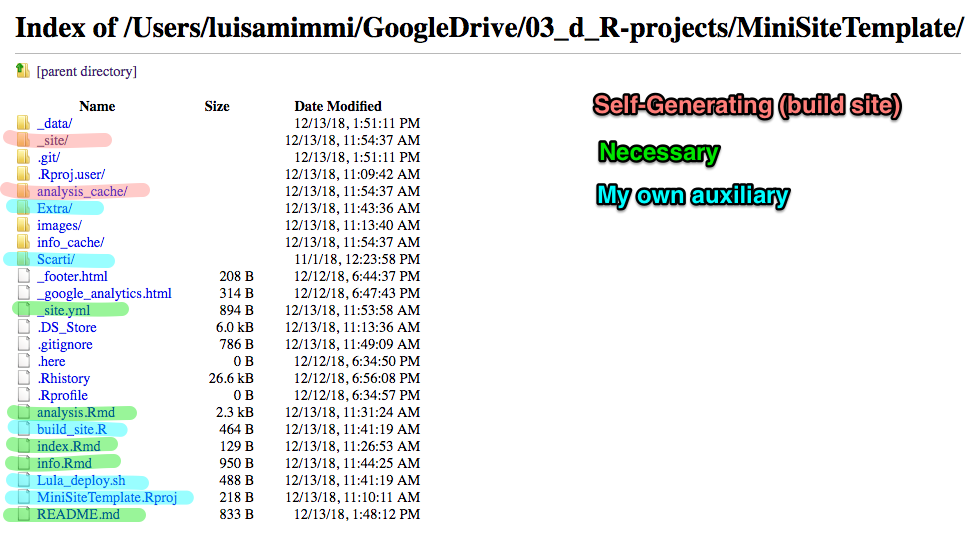 Index of /Users/luisamimmi/GoogleDrive/03_d_R-projects/MiniSiteTemplate/
[parent directory]
Name Size Date Modified
_data/ 12/13/18, 1:51:11 PM
_site/ 12/13/18, 11:54:37 AM
.git/ 12/13/18, 1:51:11 PM
.Rproj.user/ 12/13/18, 11:09:42 AM
analysis_cache/ 12/13/18, 11:54:37 AM
Extra/ 12/13/18, 11:43:36 AM
images/ 12/13/18, 11:13:40 AM
info_cache/ 12/13/18, 11:54:37 AM
Scarti/ 11/1/18, 12:23:58 PM
_footer.html 208 B 12/12/18, 6:44:37 PM
_google_analytics.html 314 B 12/12/18, 6:47:43 PM
_site.yml 894 B 12/13/18, 11:53:58 AM
.DS_Store 6.0 kB 12/13/18, 11:13:36 AM
.gitignore 786 B 12/13/18, 11:49:09 AM
.here 0 B 12/12/18, 6:34:50 PM
.Rhistory 26.6 kB 12/12/18, 6:56:08 PM
.Rprofile 0 B 12/12/18, 6:34:57 PM
analysis.Rmd 2.3 kB 12/13/18, 11:31:24 AM
build_site.R 464 B 12/13/18, 11:41:19 AM
index.Rmd 129 B 12/13/18, 11:26:53 AM
info.Rmd 950 B 12/13/18, 11:44:25 AM
Lula_deploy.sh 488 B 12/13/18, 11:41:19 AM
MiniSiteTemplate.Rproj 218 B 12/13/18, 11:10:11 AM
README.md 833 B 12/13/18, 1:48:12 PM
Self-Generating (build site)
Necessary
My own auxiliary